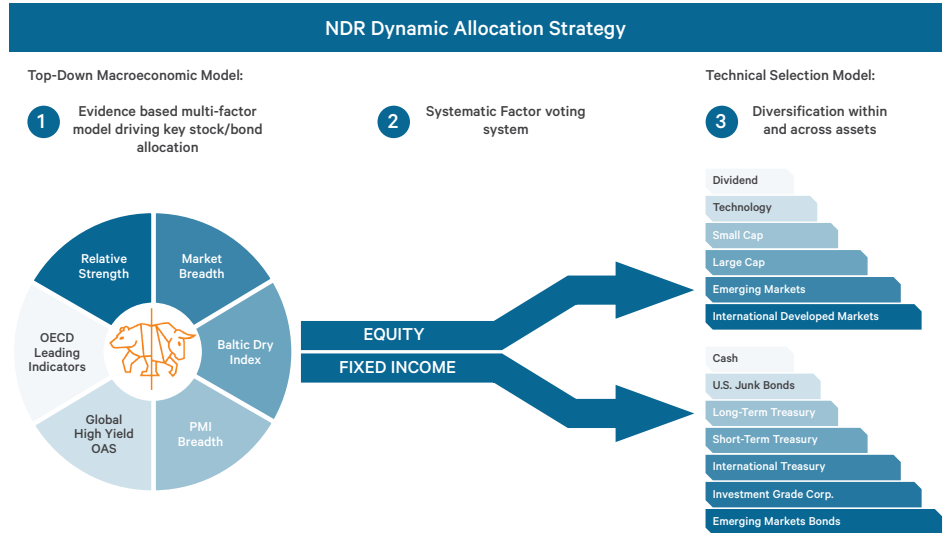 NDR Dynamic Allocation Strategy
Top-Down Macroeconomic Model:
1
Evidence based multi-factor
model driving key stock/bond
allocation
2
Systematic Factor voting
system
Technical Selection Model:
3
Diversification within
and across assets
Relative
Strength
Market
Breadth
OECD
Leading
Indicators
Baltic Dry
Index
Global
High Yield
OAS
PMI
Breadth
EQUITY
FIXED INCOME
Dividend
Technology
Small Cap
Large Cap
Emerging Markets
International Developed Markets
Cash
U.S. Junk Bonds
Long-Term Treasury
Short-Term Treasury
International Treasury
Investment Grade Corp.
Emerging Markets Bonds